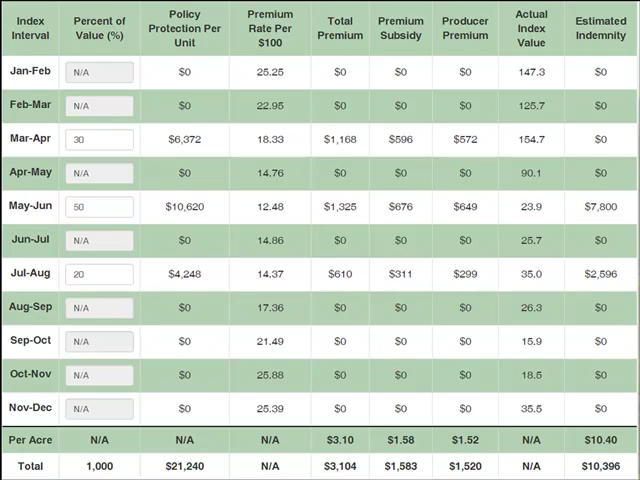 Index Interval Percent of Value (%) Policy Protection Per Unit Premium Rate Per $100 Total Premium Premium Subsidy Producer Premium Actual Index Value Estimated Indemnity
Jan-Feb N/A $0 25.25 $0 $0 $0 147.3 $0
Feb-Mar N/A $0 22.95 $0 $0 $0 125.7 $0
Mar-Apr 30 $6,372 18.33 $1,168 $596 $572 154.7 $0
Apr-May N/A $0 14.76 $0 $0 $0 90.1 $0
May-Jun 50 $10,620 12.48 $1,325 $676 $649 23.9 $7,800
Jun-Jul N/A $0 14.86 $0 $0 $0 25.7 $0
Jul-Aug 20 $4,248 14.37 $610 $311 $299 35.0 $2,596
Aug-Sep N/A $0 17.36 $0 $0 $0 26.3 $0
Sep-Oct N/A $0 21.49 $0 $0 $0 15.9 $0
Oct-Nov N/A $0 25.88 $0 $0 $0 18.5 $0
Nov-Dec N/A $0 25.39 $0 $0 $0 35.5 $0
Per Acre N/A N/A N/A $3.10 $1.58 $1.52 N/A $10.40
Total 1,000 $21,240 N/A $3,104 $1,583 $1,520 N/A $10,396